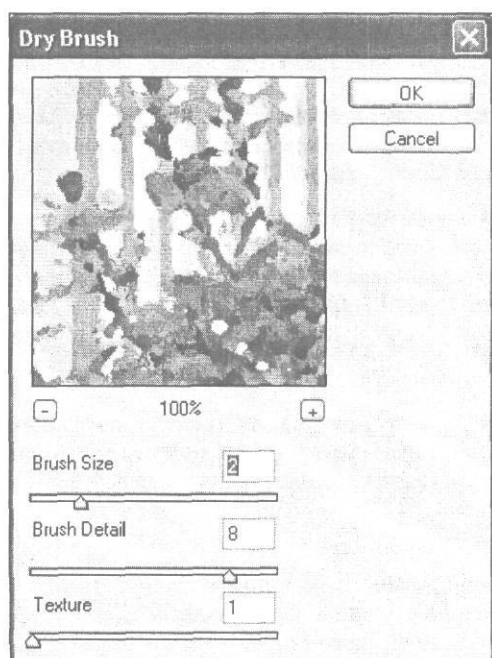 Dry Brush
OK
Cancel
- 100% +
Brush Size 2
Brush Detail 8
Texture 1